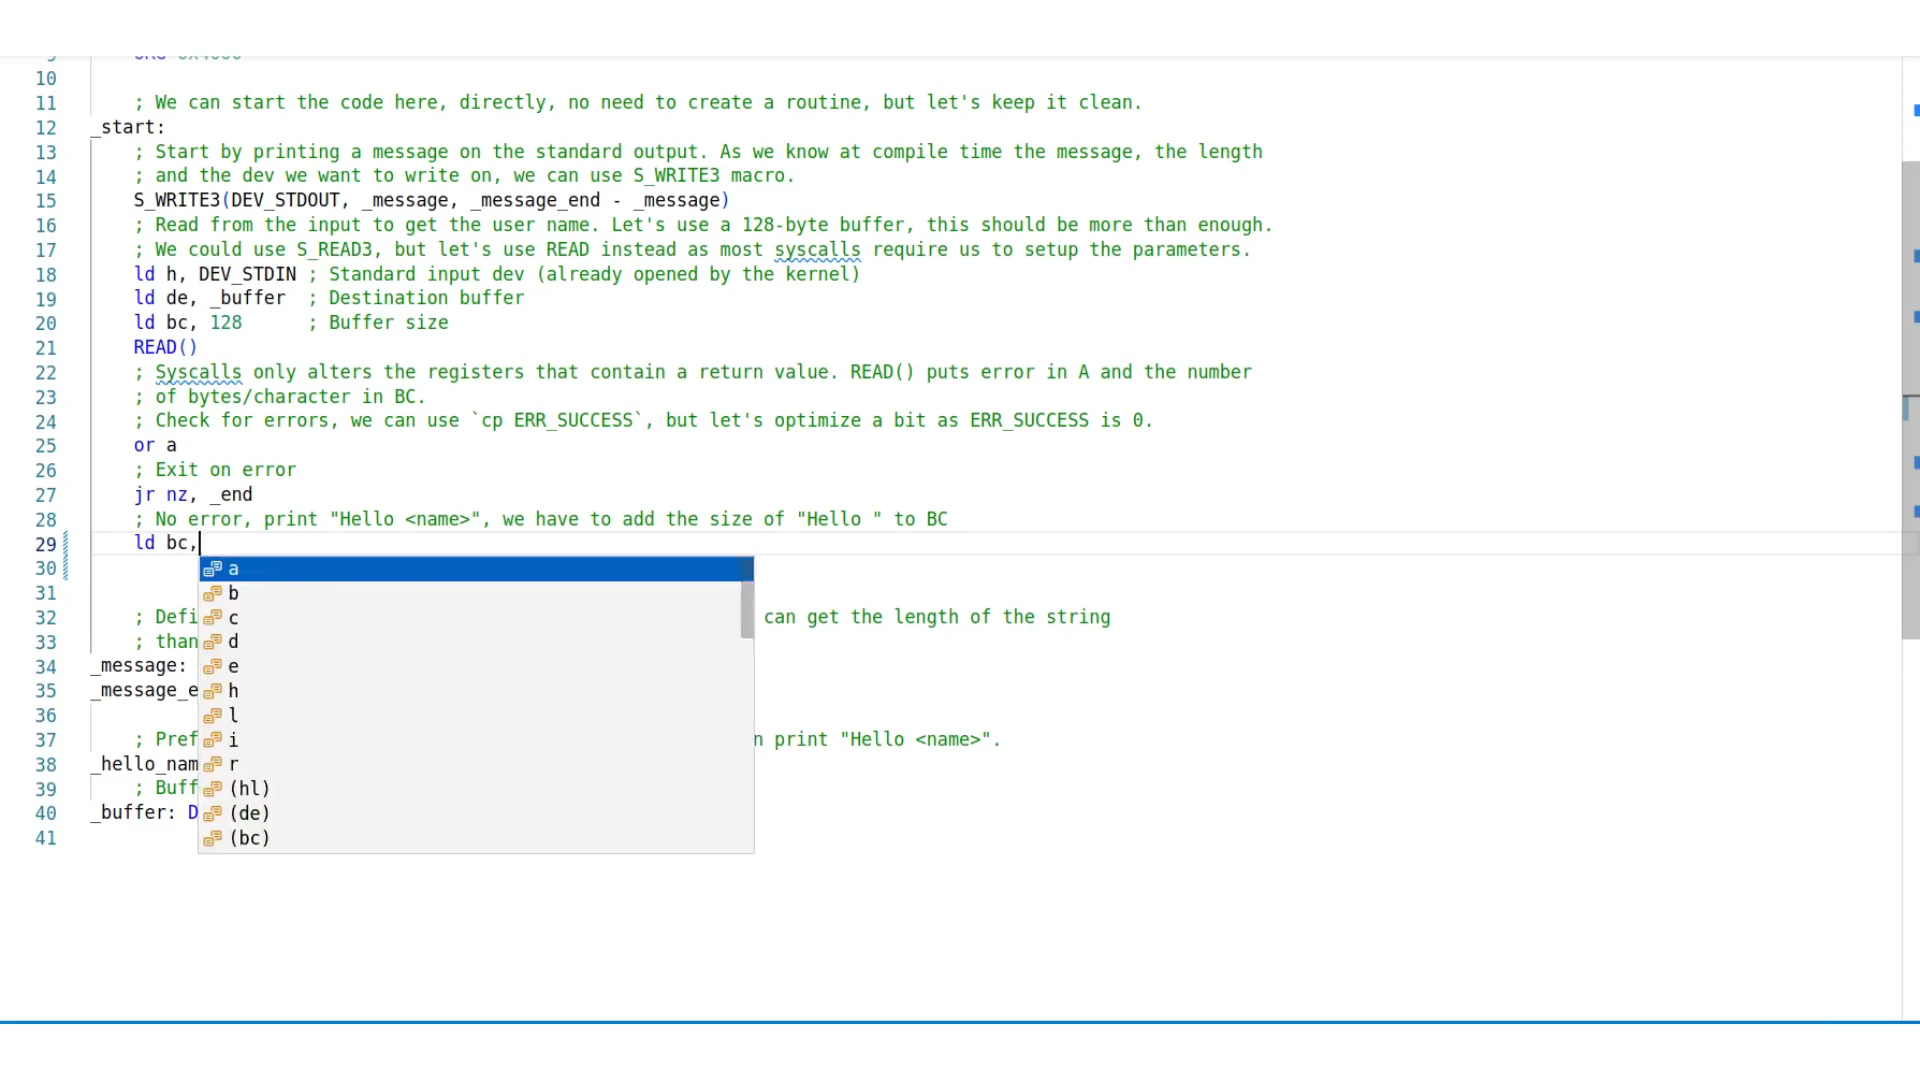 10
11 ; We can start the code here, directly, no need to create a routine, but let's keep it clean.
12 _start:
13 ; Start by printing a message on the standard output. As we know at compile time the message, the length
14 ; and the dev we want to write on, we can use S_WRITE3 macro.
15 S_WRITE3(DEV_STDOUT, _message, _message_end - _message)
16 ; Read from the input to get the user name. Let's use a 128-byte buffer, this should be more than enough.
17 ; We could use S_READ3, but let's use READ instead as most syscalls require us to setup the parameters.
18 ld h, DEV_STDIN ; Standard input dev (already opened by the kernel)
19 ld de, _buffer ; Destination buffer
20 ld bc, 128 ; Buffer size
21 READ()
22 ; Syscalls only alters the registers that contain a return value. READ() puts error in A and the number
23 ; of bytes/character in BC.
24 ; Check for errors, we can use `cp ERR_SUCCESS`, but let's optimize a bit as ERR_SUCCESS is 0.
25 or a
26 ; Exit on error
27 jr nz, _end
28 ; No error, print "Hello <name>", we have to add the size of "Hello " to BC
29 ld bc,
30 a
31 b
32 ; Defi c can get the length of the string
33 ; than d
34 _message: e
35 _message_e h
36 l
37 ; Pref i n print "Hello <name>".
38 _hello_nam r
39 ; Buff (hl)
40 _buffer: D (de)
41 (bc)